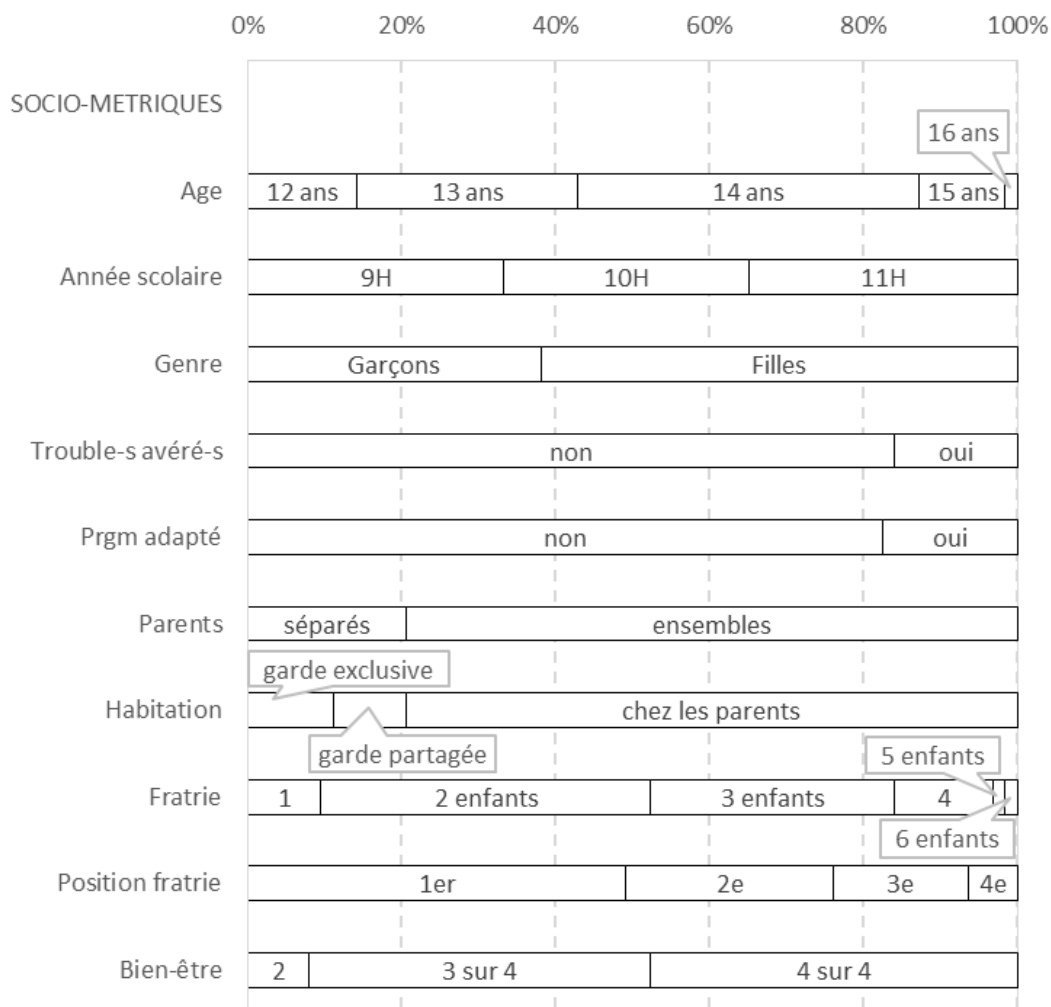 0% 20% 40% 60% 80% 100%
SOCIO-METRIQUES
16 ans
Age 12 ans 13 ans 14 ans 15 ans
Année scolaire 9H 10H 11H
Genre Garçons Filles
Trouble-s avéré-s non oui
Prgm adapté non oui
Parents séparés ensembles
garde exclusive
Habitation chez les parents
garde partagée 5 enfants
Fratrie 1 2 enfants 3 enfants 4
6 enfants
Position fratrie 1er 2e 3e 4e
Bien-être 2 3 sur 4 4 sur 4